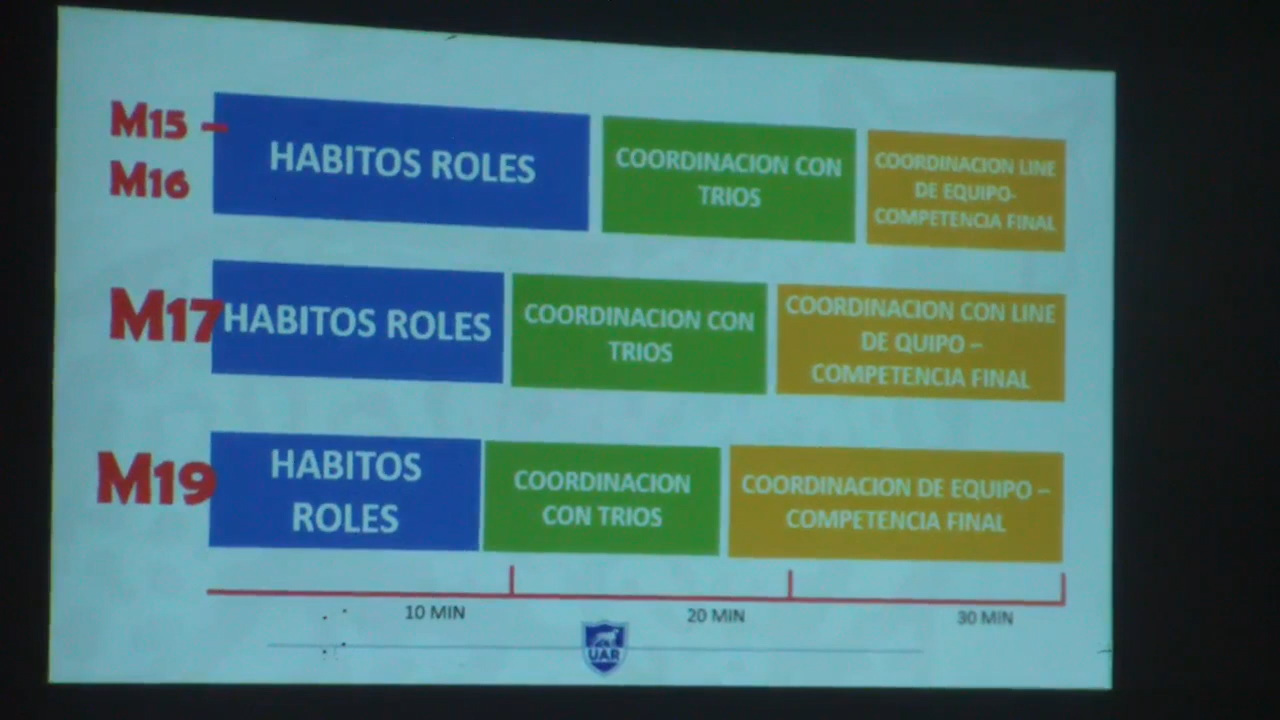 M15 –
M16
HABITOS ROLES
COORDINACION CON
TRIOS
COORDINACION LINE
DE EQUIPO-
COMPETENCIA FINAL
M17
HABITOS ROLES
COORDINACION CON
TRIOS
COORDINACION CON LINE
DE QUIPO –
COMPETENCIA FINAL
M19
HABITOS
ROLES
COORDINACION
CON TRIOS
COORDINACION DE EQUIPO –
COMPETENCIA FINAL
10 MIN
20 MIN
30 MIN
UAR